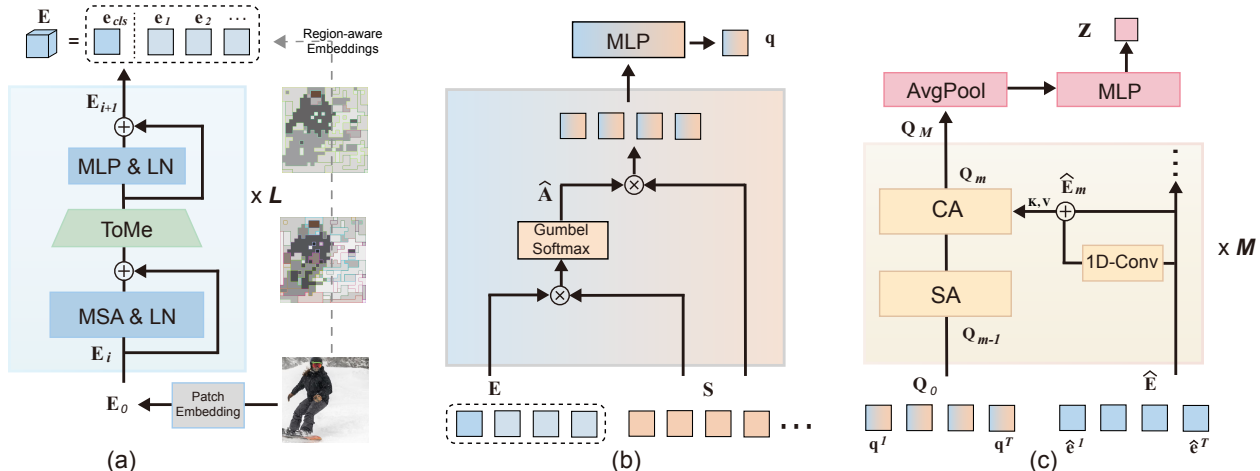 E = e_cls e_1 e_2 ...
Region-aware
Embeddings
E_i+1
MLP & LN
ToMe
MSA & LN
E_i
x L
E_0
Patch
Embedding
(a)
MLP
q
Â
Gumbel
Softmax
E
S
...
(b)
z
AvgPool
MLP
Q_M
Q_m
Ê_m
CA
K, V
1D-Conv
SA
x M
Q_m-1
Q_0
Ê
q^1
q^T
ê^1
ê^T
(c)